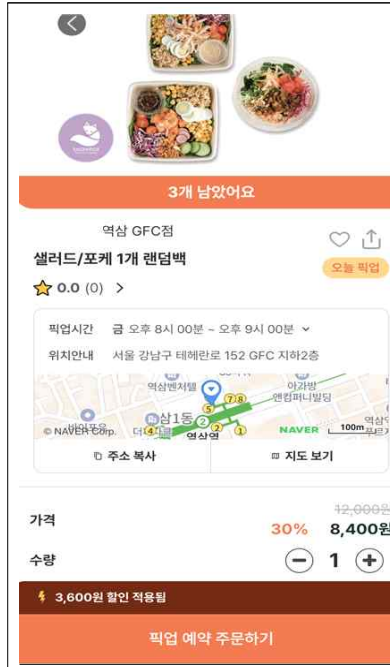 3개 남았어요
역삼 GFC점
샐러드/포케 1개 랜덤백
오늘 픽업
0.0 (0)
픽업시간 금 오후 8시 00분 ~ 오후 9시 00분
위치안내 서울 강남구 테헤란로 152 GFC 지하2층
역삼벤처텔
아가방
앤컴퍼니빌딩
7 8
5
역삼1동
2
4
2
1
역삼역
© NAVER Corp.
NAVER
100m
주소 복사
지도 보기
12,000원
가격
30% 8,400원
수량
1
3,600원 할인 적용됨
픽업 예약 주문하기